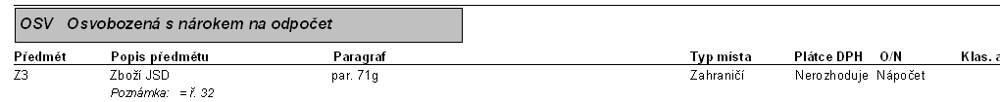 OSV Osvobozená s nárokem na odpočet
Předmět Popis předmětu Paragraf Typ místa Plátce DPH O/N Klas. a
Z3 Zboží JSD par. 71g Zahraničí Nerozhoduje Nápočet
Poznámka: = ř. 32